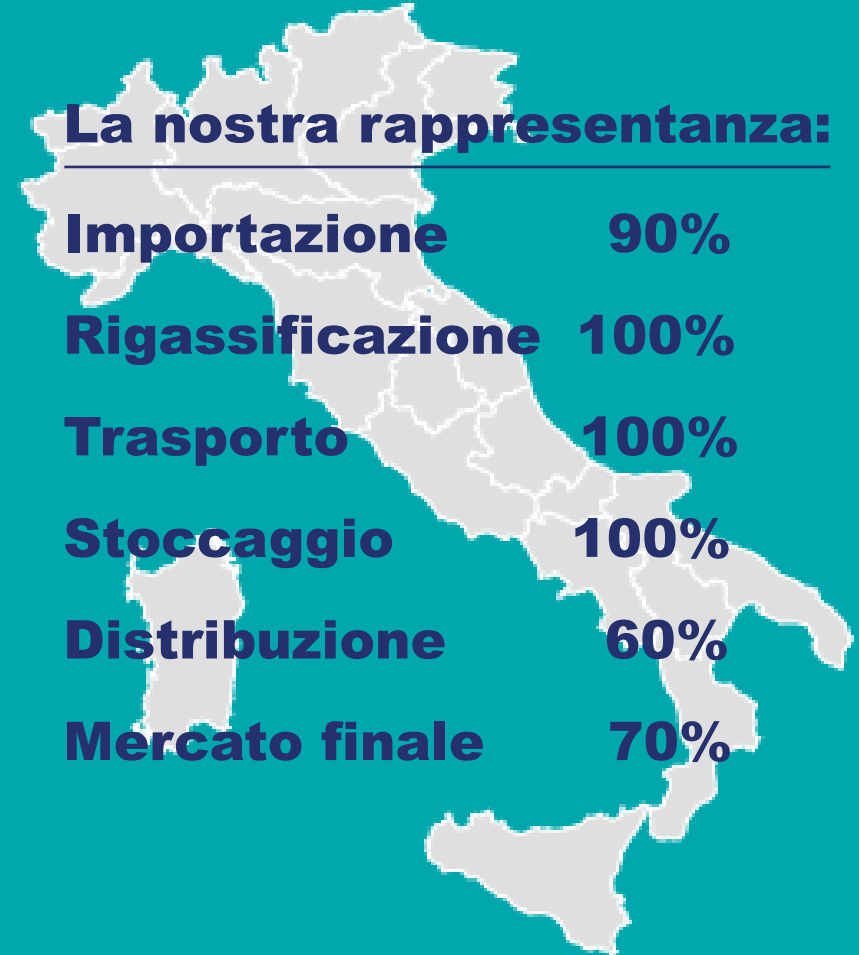 La nostra rappresentanza:
Importazione 90%
Rigassificazione 100%
Trasporto 100%
Stoccaggio 100%
Distribuzione 60%
Mercato finale 70%